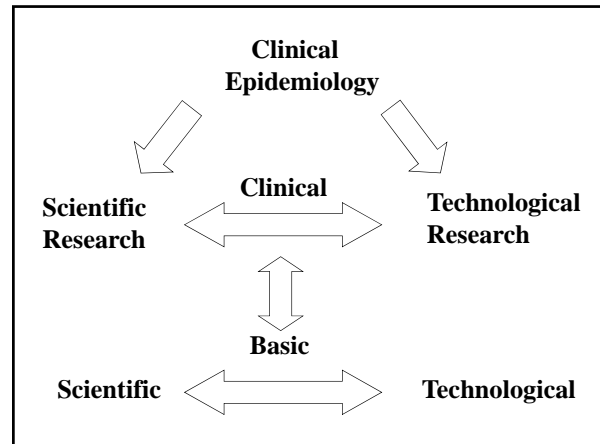 Clinical
Epidemiology
Clinical
Scientific
Research
Technological
Research
Basic
Scientific
Technological